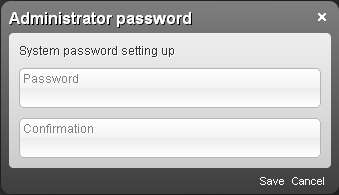 Administrator password
System password setting up
Password
Confirmation
Save Cancel